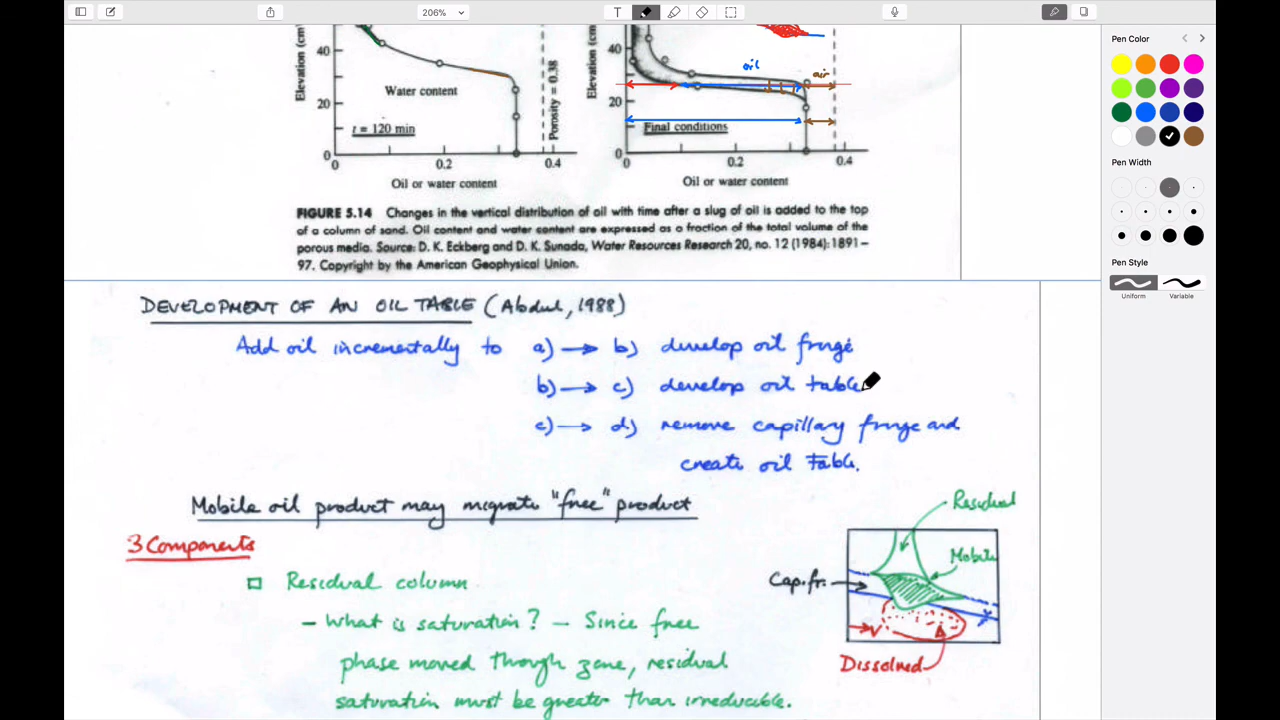 206%
T
Pen Color
Pen Width
Pen Style
Uniform
Variable
Elevation (cm
40
20
0
Water content
t = 120 min
Porosity = 0.38
0
0.2
0.4
Oil or water content
Elevation (cm
40
20
0
oil
air
Final conditions
0
0.2
0.4
Oil or water content
FIGURE 5.14 Changes in the vertical distribution of oil with time after a slug of oil is added to the top
of a column of sand. Oil content and water content are expressed as a fraction of the total volume of the
porous media. Source: D. K. Eckberg and D. K. Sunada, Water Resources Research 20, no. 12 (1984): 1891–
97. Copyright by the American Geophysical Union.
DEVELOPMENT OF AN OIL TABLE (Abdul, 1988)
Add oil incrementally to a) → b) develop oil fringe
b) → c) develop oil table
c) → d) remove capillary fringe and
create oil table.
Mobile oil product may migrate "free" product
3 Components
Residual column
– What is saturation? – Since free
phase moved through zone, residual
saturation must be greater than irreducible.
Residual
Mobile
Cap. fr. →
Dissolved